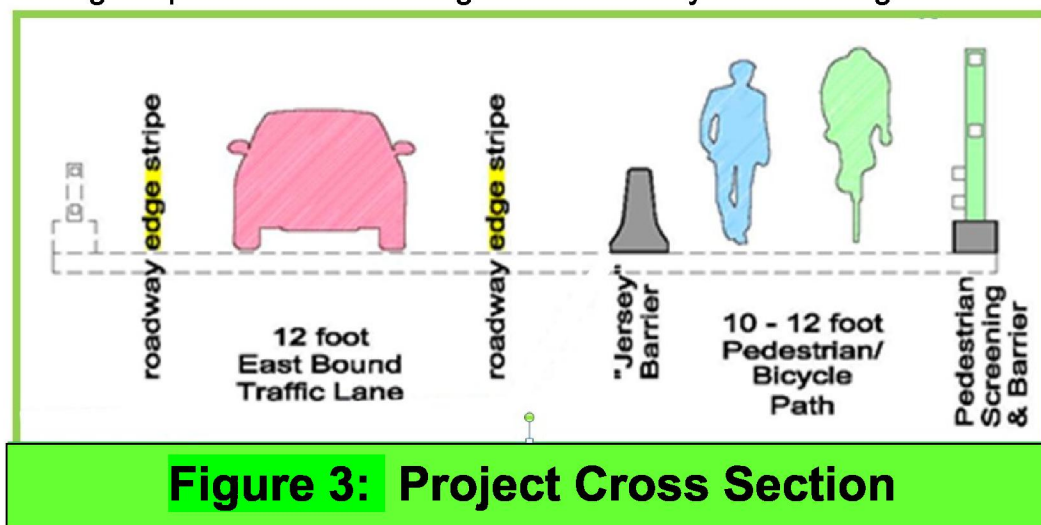 roadway edge stripe
12 foot
East Bound
Traffic Lane
roadway edge stripe
"Jersey"
Barrier
10 - 12 foot
Pedestrian/
Bicycle
Path
Pedestrian
Screening
& Barrier
Figure 3: Project Cross Section